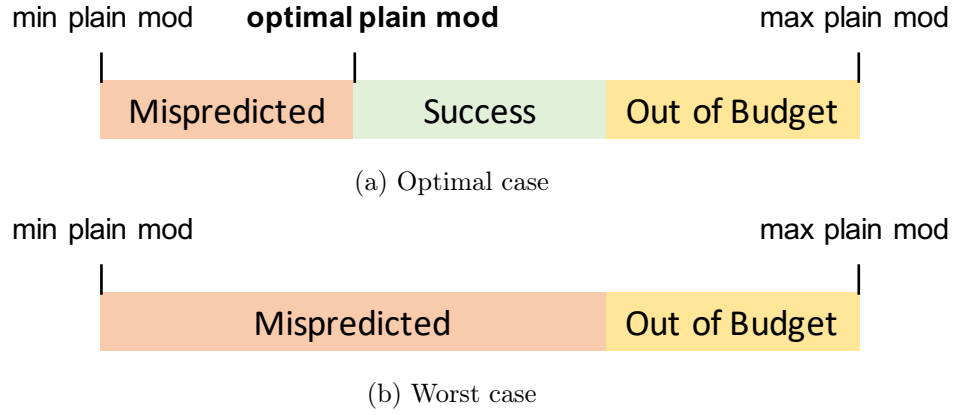 min plain mod optimal plain mod max plain mod
Mispredicted Success Out of Budget
(a) Optimal case
min plain mod max plain mod
Mispredicted Out of Budget
(b) Worst case